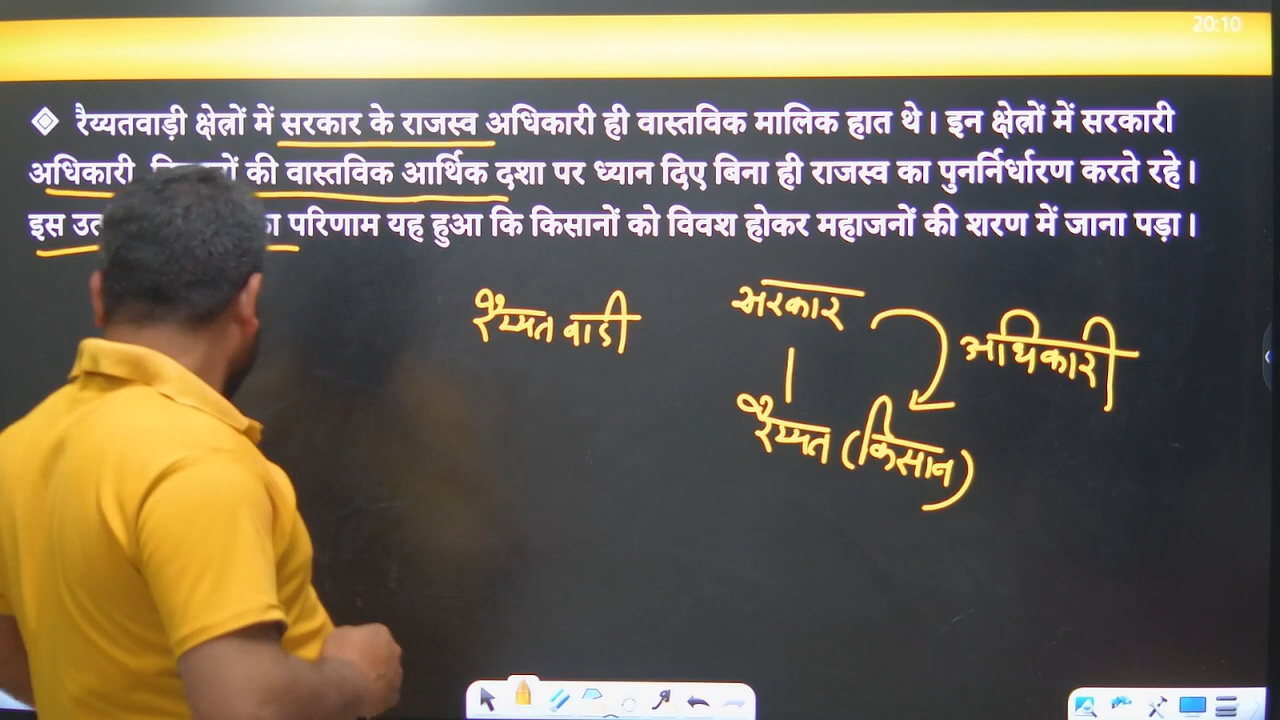 20:10
रैय्यतवाड़ी क्षेत्रों में सरकार के राजस्व अधिकारी ही वास्तविक मालिक हात थे। इन क्षेत्रों में सरकारी
अधिकारी की वास्तविक आर्थिक दशा पर ध्यान दिए बिना ही राजस्व का पुनर्निर्धारण करते रहे।
इस परिणाम यह हुआ कि किसानों को विवश होकर महाजनों की शरण में जाना पड़ा।
रैय्यतवाडी
सरकार
अधिकारी
रैय्यत (किसान)